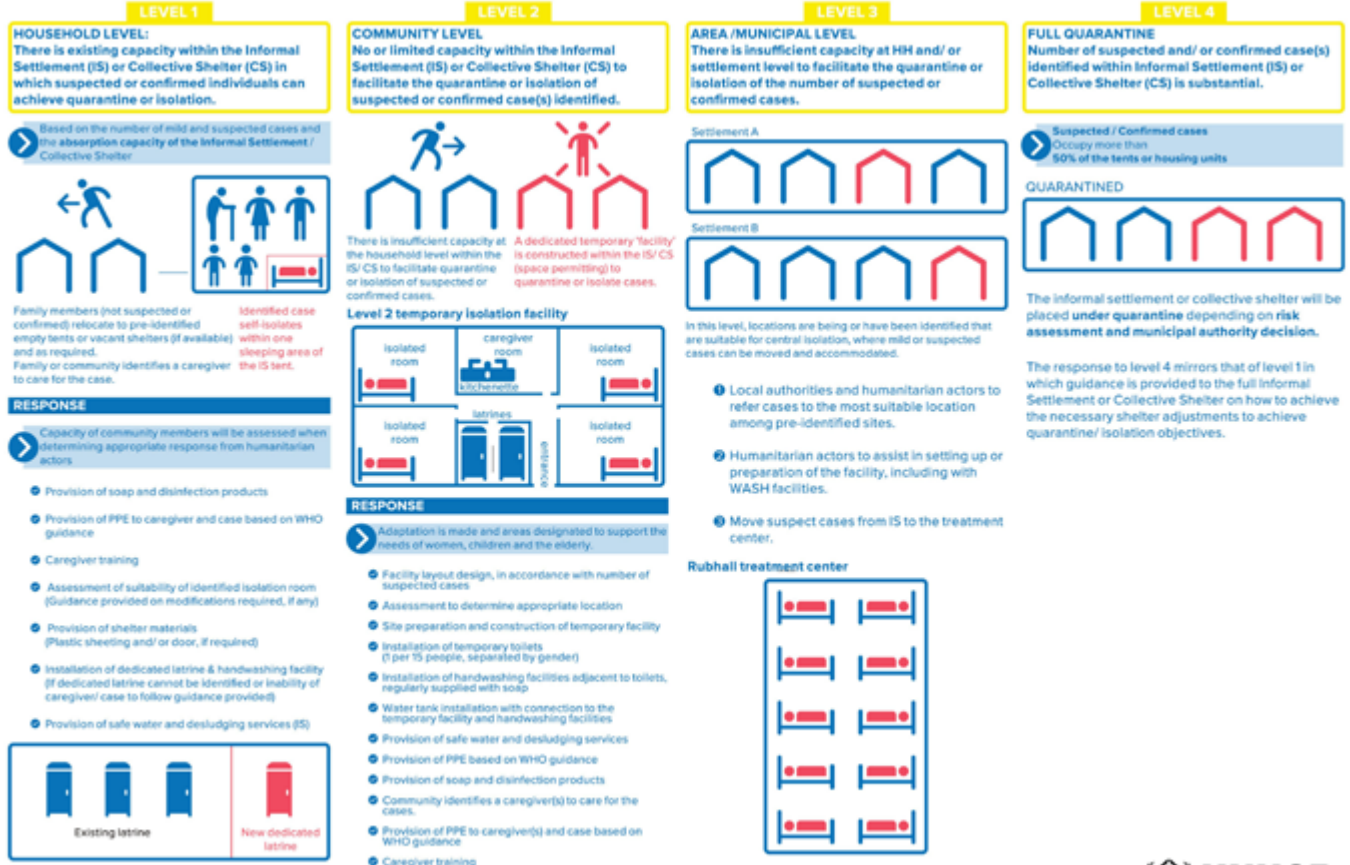 LEVEL 1
HOUSEHOLD LEVEL:
There is existing capacity within the Informal
Settlement (IS) or Collective Shelter (CS) in
which suspected or confirmed individuals can
achieve quarantine or isolation.
Based on the number of mild and suspected cases and
the absorption capacity of the Informal Settlement /
Collective Shelter
Family members (not suspected or
confirmed) relocate to pre-identified
empty tents or vacant shelters (if available)
and as required.
Family or community identifies a caregiver
to care for the case.
Identified case
self-isolates
within one
sleeping area of
the IS tent.
RESPONSE
Capacity of community members will be assessed when
determining appropriate response from humanitarian
actors
Provision of soap and disinfection products
Provision of PPE to caregiver and case based on WHO
guidance
Caregiver training
Assessment of suitability of identified isolation room
(Guidance provided on modifications required, if any)
Provision of shelter materials
(Plastic sheeting and/ or door, if required)
Installation of dedicated latrine & handwashing facility
(If dedicated latrine cannot be identified or inability of
caregiver/ case to follow guidance provided)
Provision of safe water and desludging services (IS)
Existing latrine
New dedicated
latrine
LEVEL 2
COMMUNITY LEVEL
No or limited capacity within the Informal
Settlement (IS) or Collective Shelter (CS) to
facilitate the quarantine or isolation of
suspected or confirmed case(s) identified.
There is insufficient capacity at
the household level within the
IS/ CS to facilitate quarantine
or isolation of suspected or
confirmed cases.
A dedicated temporary 'facility'
is constructed within the IS/ CS
(space permitting) to
quarantine or isolate cases.
Level 2 temporary isolation facility
isolated
room
caregiver
room
kitchenette
isolated
room
isolated
room
latrines
entrance
isolated
room
RESPONSE
Adaptation is made and areas designated to support the
needs of women, children and the elderly.
Facility layout design, in accordance with number of
suspected cases
Assessment to determine appropriate location
Site preparation and construction of temporary facility
Installation of temporary toilets
(1 per 15 people, separated by gender)
Installation of handwashing facilities adjacent to toilets,
regularly supplied with soap
Water tank installation with connection to the
temporary facility and handwashing facilities
Provision of safe water and desludging services
Provision of PPE based on WHO guidance
Provision of soap and disinfection products
Community identifies a caregiver(s) to care for the
cases.
Provision of PPE to caregiver(s) and case based on
WHO guidance
Caregiver training
LEVEL 3
AREA /MUNICIPAL LEVEL
There is insufficient capacity at HH and/ or
settlement level to facilitate the quarantine or
isolation of the number of suspected or
confirmed cases.
Settlement A
Settlement B
In this level, locations are being or have been identified that
are suitable for central isolation, where mild or suspected
cases can be moved and accommodated.
1 Local authorities and humanitarian actors to
refer cases to the most suitable location
among pre-identified sites.
2 Humanitarian actors to assist in setting up or
preparation of the facility, including with
WASH facilities.
3 Move suspect cases from IS to the treatment
center.
Rubhall treatment center
LEVEL 4
FULL QUARANTINE
Number of suspected and/ or confirmed case(s)
identified within Informal Settlement (IS) or
Collective Shelter (CS) is substantial.
Suspected / Confirmed cases
Occupy more than
50% of the tents or housing units
QUARANTINED
The informal settlement or collective shelter will be
placed under quarantine depending on risk
assessment and municipal authority decision.
The response to level 4 mirrors that of level 1 in
which guidance is provided to the full Informal
Settlement or Collective Shelter on how to achieve
the necessary shelter adjustments to achieve
quarantine/ isolation objectives.